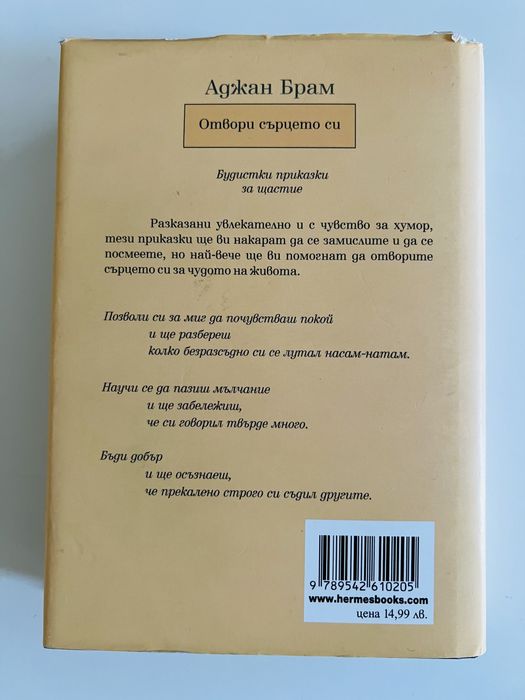 Аджан Брам
Отвори сърцето си
Будистки приказки
за щастие
Разказани увлекателно и с чувство за хумор,
тези приказки ще ви накарат да се замислите и да се
посмеете, но най-вече ще ви помогнат да отворите
сърцето си за чудото на живота.
Позволи си за миг да почувстваш покой
и ще разбереш
колко безразсъдно си се лутал насам-натам.
Научи се да пазиш мълчание
и ще забележиш,
че си говорил твърде много.
Бъди добър
и ще осъзнаеш,
че прекалено строго си съдил другите.
9 789542 610205
www.hermesbooks.com
цена 14,99 лв.